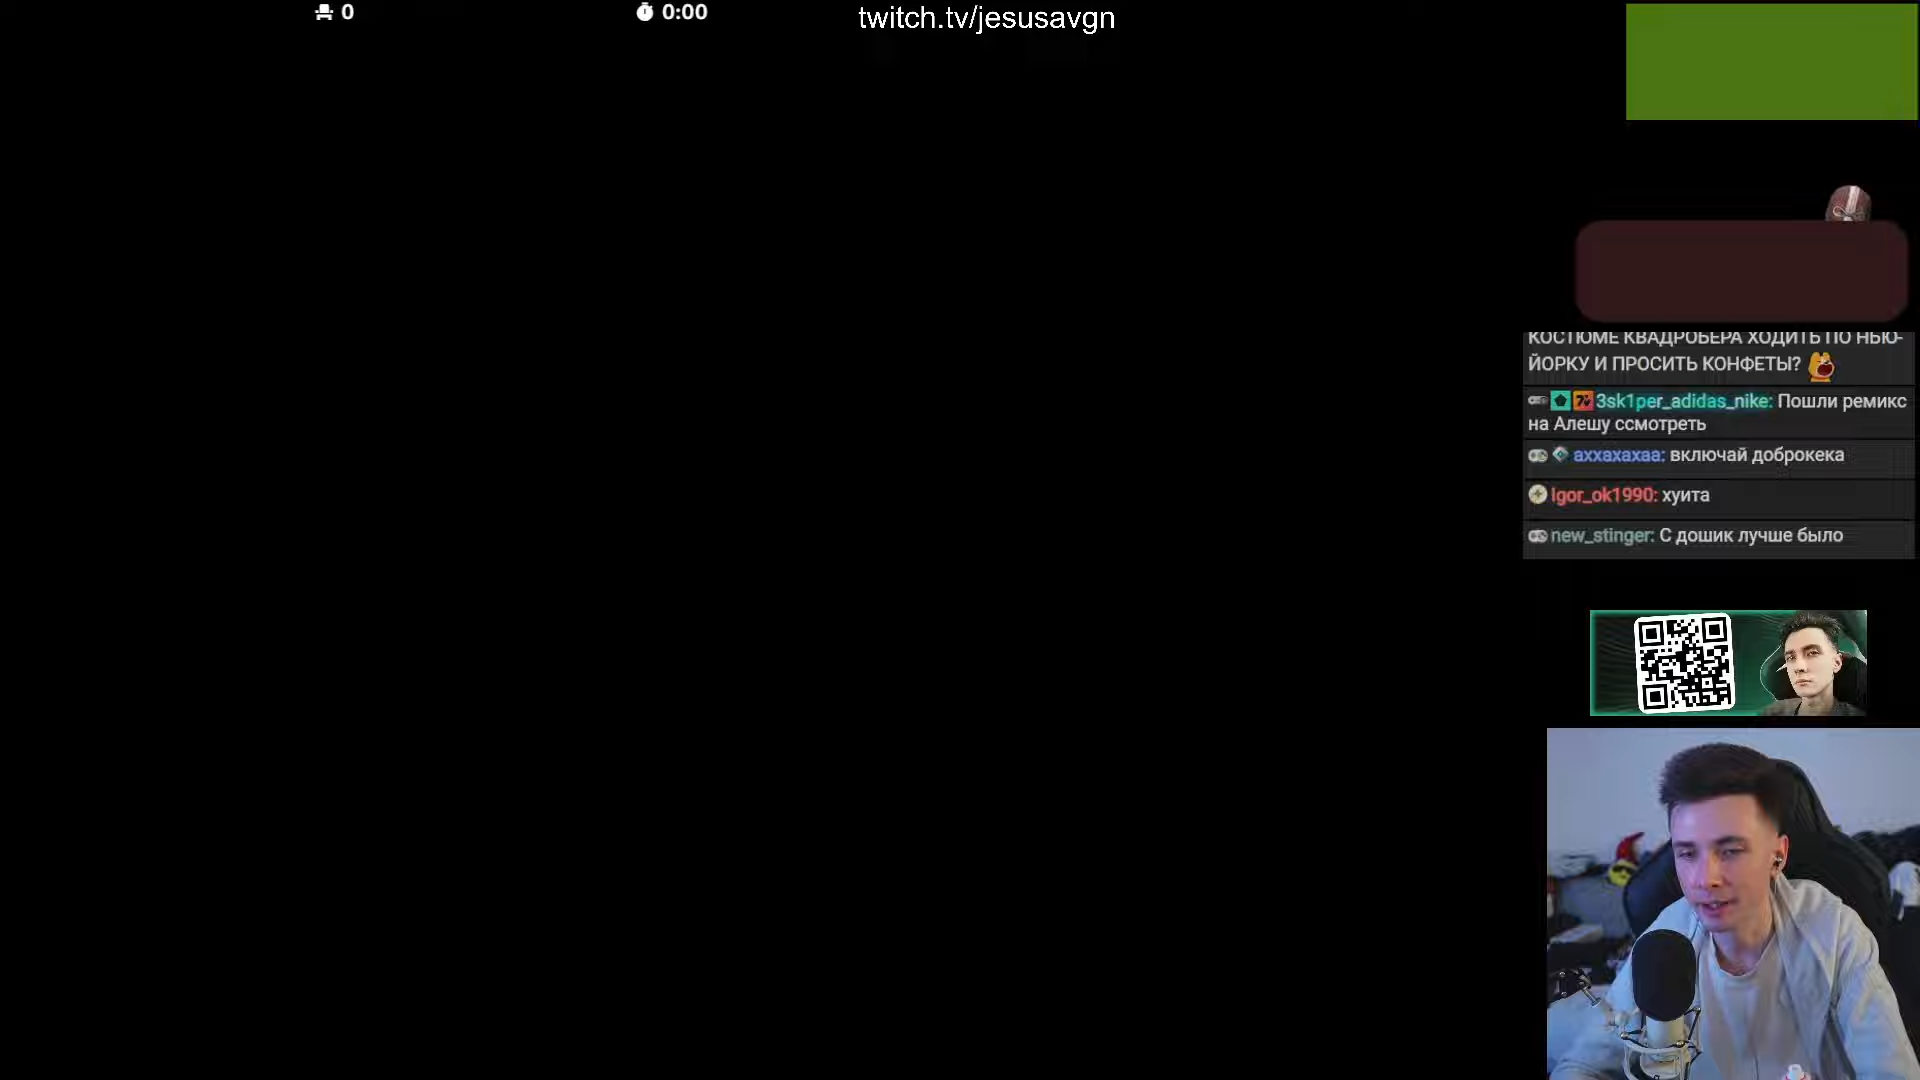 0
0:00
twitch.tv/jesusavgn
КОСТЮМЕ КВАДРОБЕРА ХОДИТЬ ПО НЬЮ-
ЙОРКУ И ПРОСИТЬ КОНФЕТЫ?
3sk1per_adidas_nike: Пошли ремикс
на Алешу ссмотреть
axxaxaxaa: включай доброкека
Igor_ok1990: хуита
new_stinger: С дошик лучше было